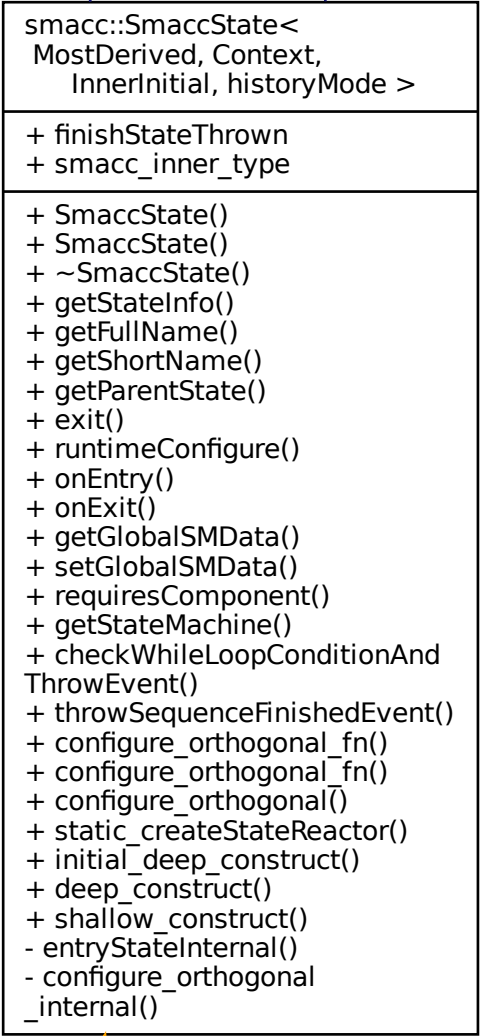 smacc::SmaccState<
MostDerived, Context,
InnerInitial, historyMode >
+ finishStateThrown
+ smacc_inner_type
+ SmaccState()
+ SmaccState()
+ ~SmaccState()
+ getStateInfo()
+ getFullName()
+ getShortName()
+ getParentState()
+ exit()
+ runtimeConfigure()
+ onEntry()
+ onExit()
+ getGlobalSMData()
+ setGlobalSMData()
+ requiresComponent()
+ getStateMachine()
+ checkWhileLoopConditionAnd
ThrowEvent()
+ throwSequenceFinishedEvent()
+ configure_orthogonal_fn()
+ configure_orthogonal_fn()
+ configure_orthogonal()
+ static_createStateReactor()
+ initial_deep_construct()
+ deep_construct()
+ shallow_construct()
- entryStateInternal()
- configure_orthogonal
_internal()